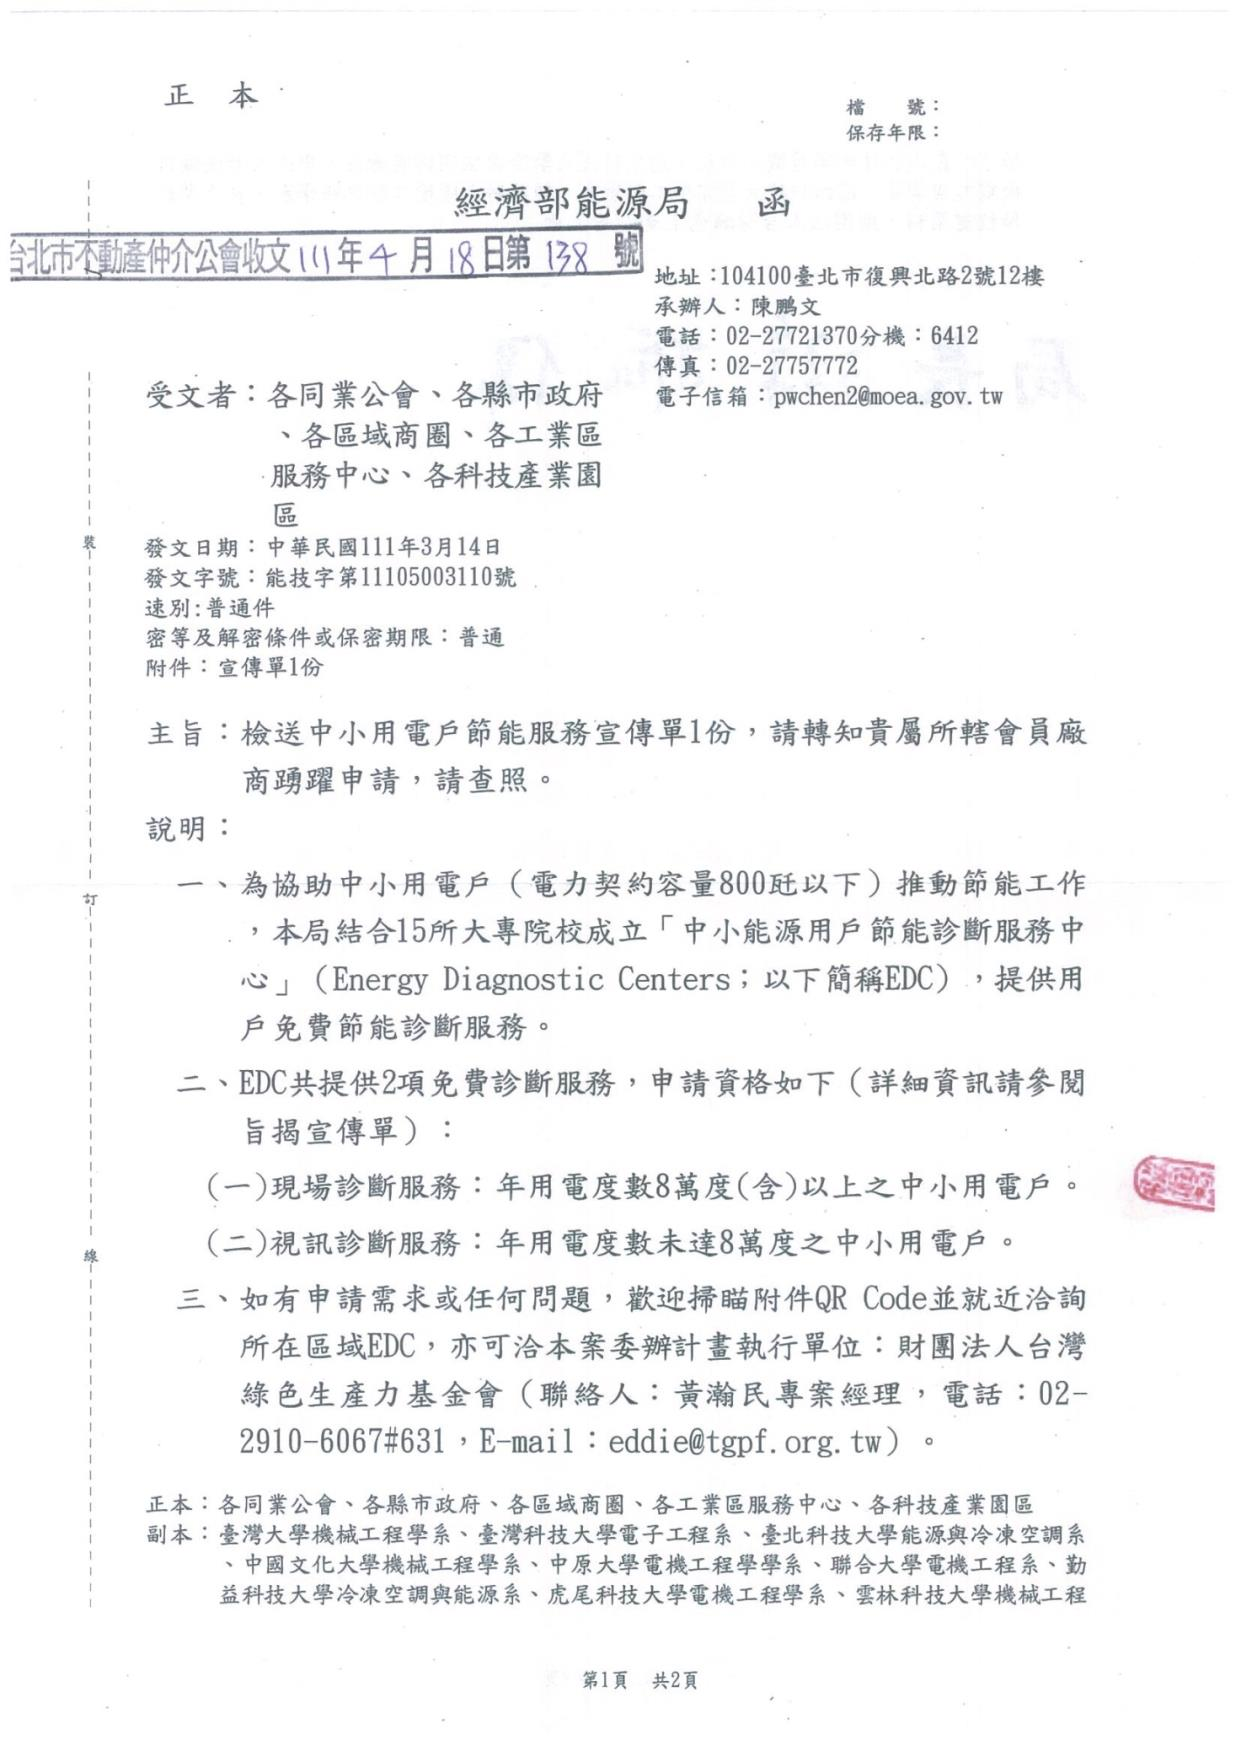 正　本
檔　　號：
保存年限：
經濟部能源局　　函
台北市不動產仲介公會收文111年4月18日第138號
地址：104100臺北市復興北路2號12樓
承辦人：陳鵬文
電話：02-27721370分機：6412
傳真：02-27757772
電子信箱：pwchen2@moea.gov.tw
受文者：各同業公會、各縣市政府
、各區域商圈、各工業區
服務中心、各科技產業園
區
發文日期：中華民國111年3月14日
發文字號：能技字第11105003110號
速別:普通件
密等及解密條件或保密期限：普通
附件：宣傳單1份
主旨：檢送中小用電戶節能服務宣傳單1份，請轉知貴屬所轄會員廠
商踴躍申請，請查照。
說明：
一、為協助中小用電戶（電力契約容量800瓩以下）推動節能工作
，本局結合15所大專院校成立「中小能源用戶節能診斷服務中
心」（Energy Diagnostic Centers；以下簡稱EDC），提供用
戶免費節能診斷服務。
二、EDC共提供2項免費診斷服務，申請資格如下（詳細資訊請參閱
旨揭宣傳單）：
(一)現場診斷服務：年用電度數8萬度(含)以上之中小用電戶。
(二)視訊診斷服務：年用電度數未達8萬度之中小用電戶。
三、如有申請需求或任何問題，歡迎掃瞄附件QR Code並就近洽詢
所在區域EDC，亦可洽本案委辦計畫執行單位：財團法人台灣
綠色生產力基金會（聯絡人：黃瀚民專案經理，電話：02-
2910-6067#631，E-mail：eddie@tgpf.org.tw）。
正本：各同業公會、各縣市政府、各區域商圈、各工業區服務中心、各科技產業園區
副本：臺灣大學機械工程學系、臺灣科技大學電子工程系、臺北科技大學能源與冷凍空調系
、中國文化大學機械工程學系、中原大學電機工程學學系、聯合大學電機工程系、勤
益科技大學冷凍空調與能源系、虎尾科技大學電機工程學系、雲林科技大學機械工程
裝
訂
線
第1頁　共2頁